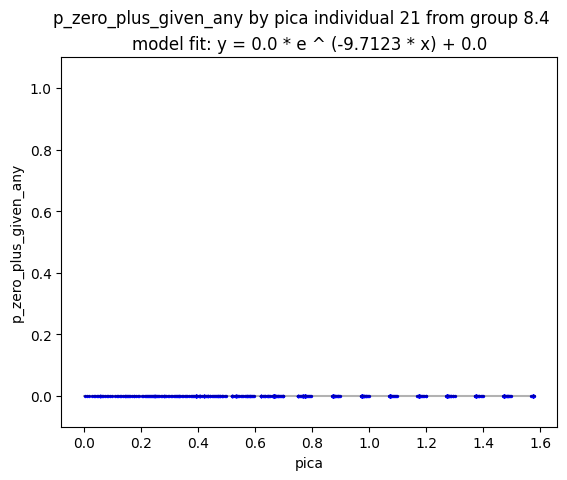 p_zero_plus_given_any by pica individual 21 from group 8.4
model fit: y = 0.0 * e ^ (-9.7123 * x) + 0.0
1.0
0.8
0.6
0.4
0.2
0.0
p_zero_plus_given_any
0.0 0.2 0.4 0.6 0.8 1.0 1.2 1.4 1.6
pica